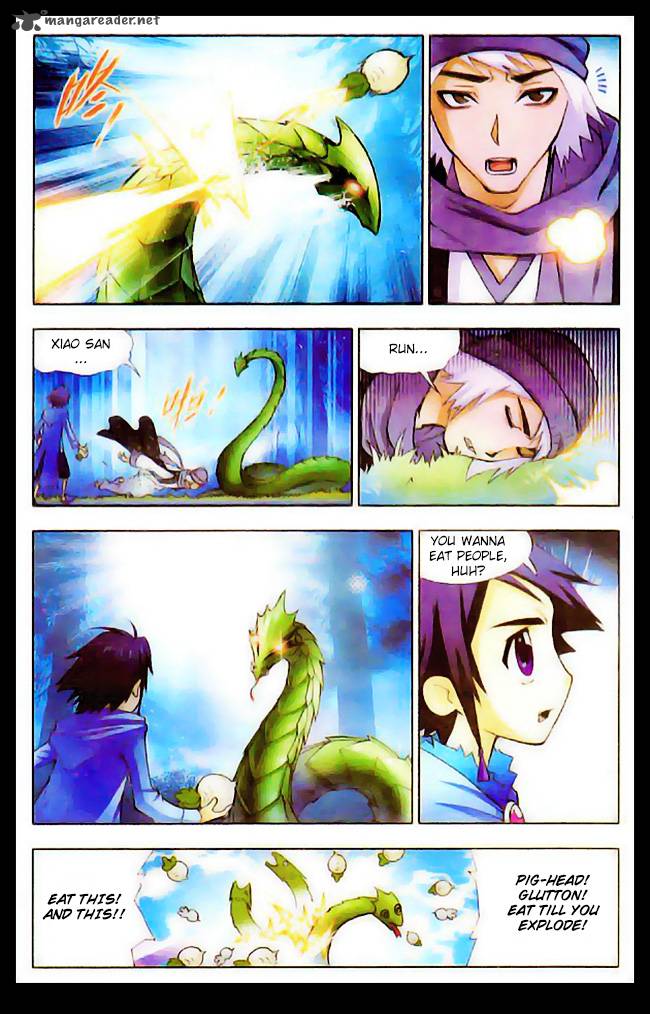 mangareader.net
XIAO SAN
...
RUN...
YOU WANNA
EAT PEOPLE,
HUH?
EAT THIS!
AND THIS!!
PIG-HEAD!
GLUTTON!
EAT TILL YOU
EXPLODE!